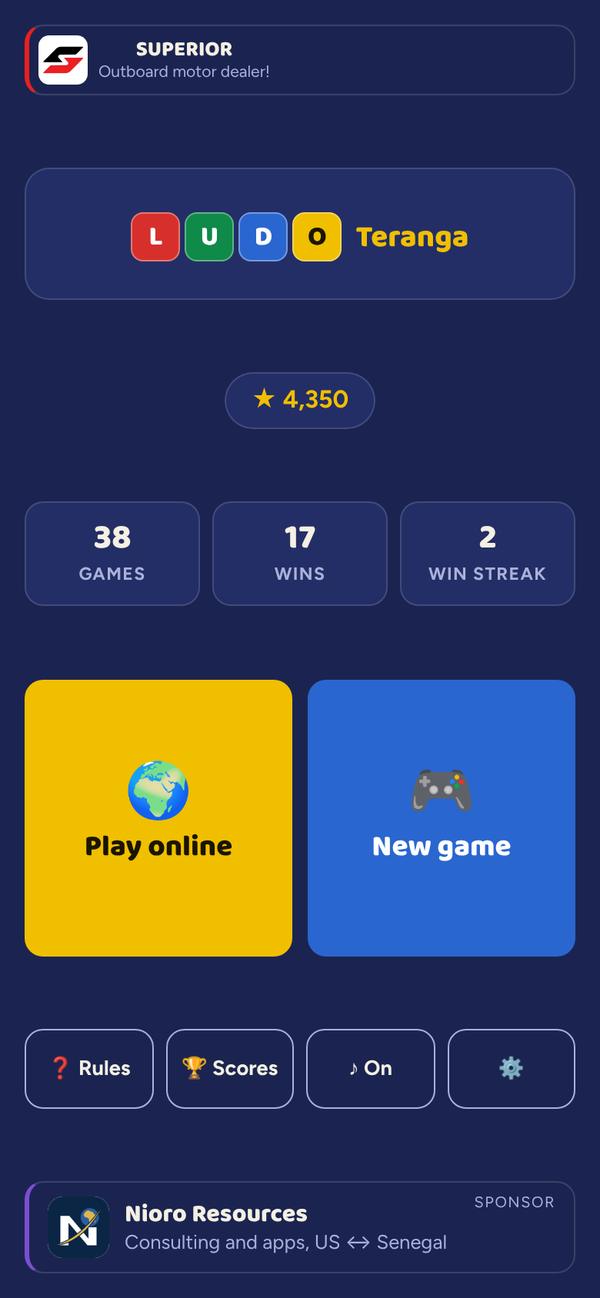 SUPERIOR
Outboard motor dealer!
L U D O Teranga
★ 4,350
38
GAMES
17
WINS
2
WIN STREAK
Play online
New game
❓ Rules
🏆 Scores
♪ On
SPONSOR
Nioro Resources
Consulting and apps, US ↔ Senegal